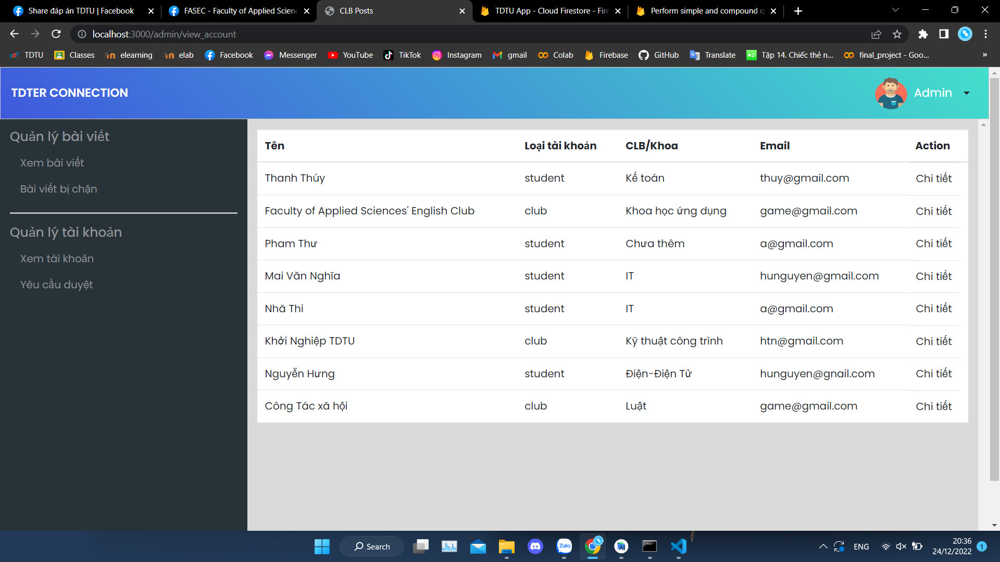 Share đáp án TDTU | Facebook
FASEC - Faculty of Applied Scienc
CLB Posts
TDTU App - Cloud Firestore - Fire
Perform simple and compound q
localhost:3000/admin/view_account
TDTU
Classes
elearning
elab
Facebook
Messenger
YouTube
TikTok
Instagram
gmail
Colab
Firebase
GitHub
Translate
Tập 14. Chiếc thẻ n...
final_project - Goo...
TDTER CONNECTION
Admin
Quản lý bài viết
Xem bài viết
Bài viết bị chặn
Quản lý tài khoản
Xem tài khoản
Yêu cầu duyệt
Tên Loại tài khoản CLB/Khoa Email Action
Thanh Thúy student Kế toán thuy@gmail.com Chi tiết
Faculty of Applied Sciences' English Club club Khoa học ứng dụng game@gmail.com Chi tiết
Pham Thư student Chưa thêm a@gmail.com Chi tiết
Mai Văn Nghĩa student IT hunguyen@gmail.com Chi tiết
Nhã Thi student IT a@gmail.com Chi tiết
Khởi Nghiệp TDTU club Kỹ thuật công trình htn@gmail.com Chi tiết
Nguyễn Hưng student Điện-Điện Tử hunguyen@gnail.com Chi tiết
Công Tác xã hội club Luật game@gmail.com Chi tiết
Search
Zalo
ENG
20:36
24/12/2022
1